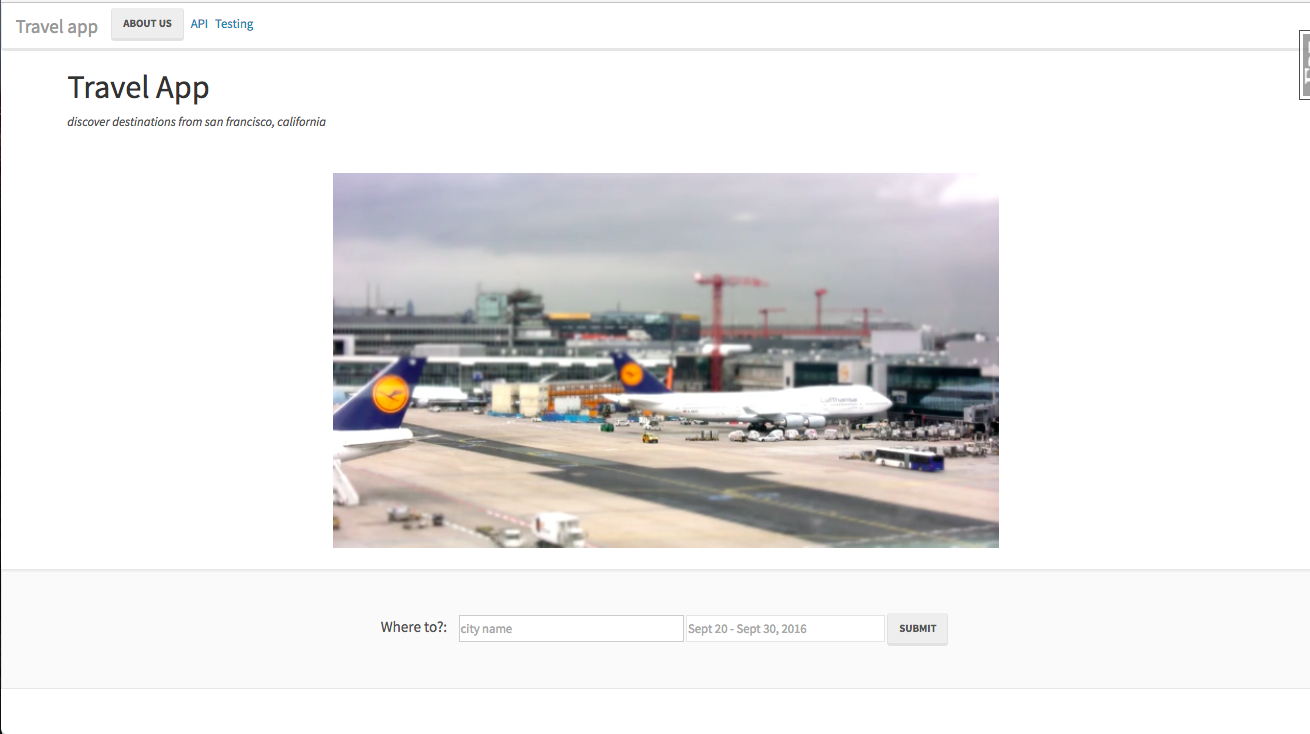 Travel app ABOUT US API Testing
Travel App
discover destinations from san francisco, california
Lufthansa
Where to?: city name Sept 20 - Sept 30, 2016 SUBMIT